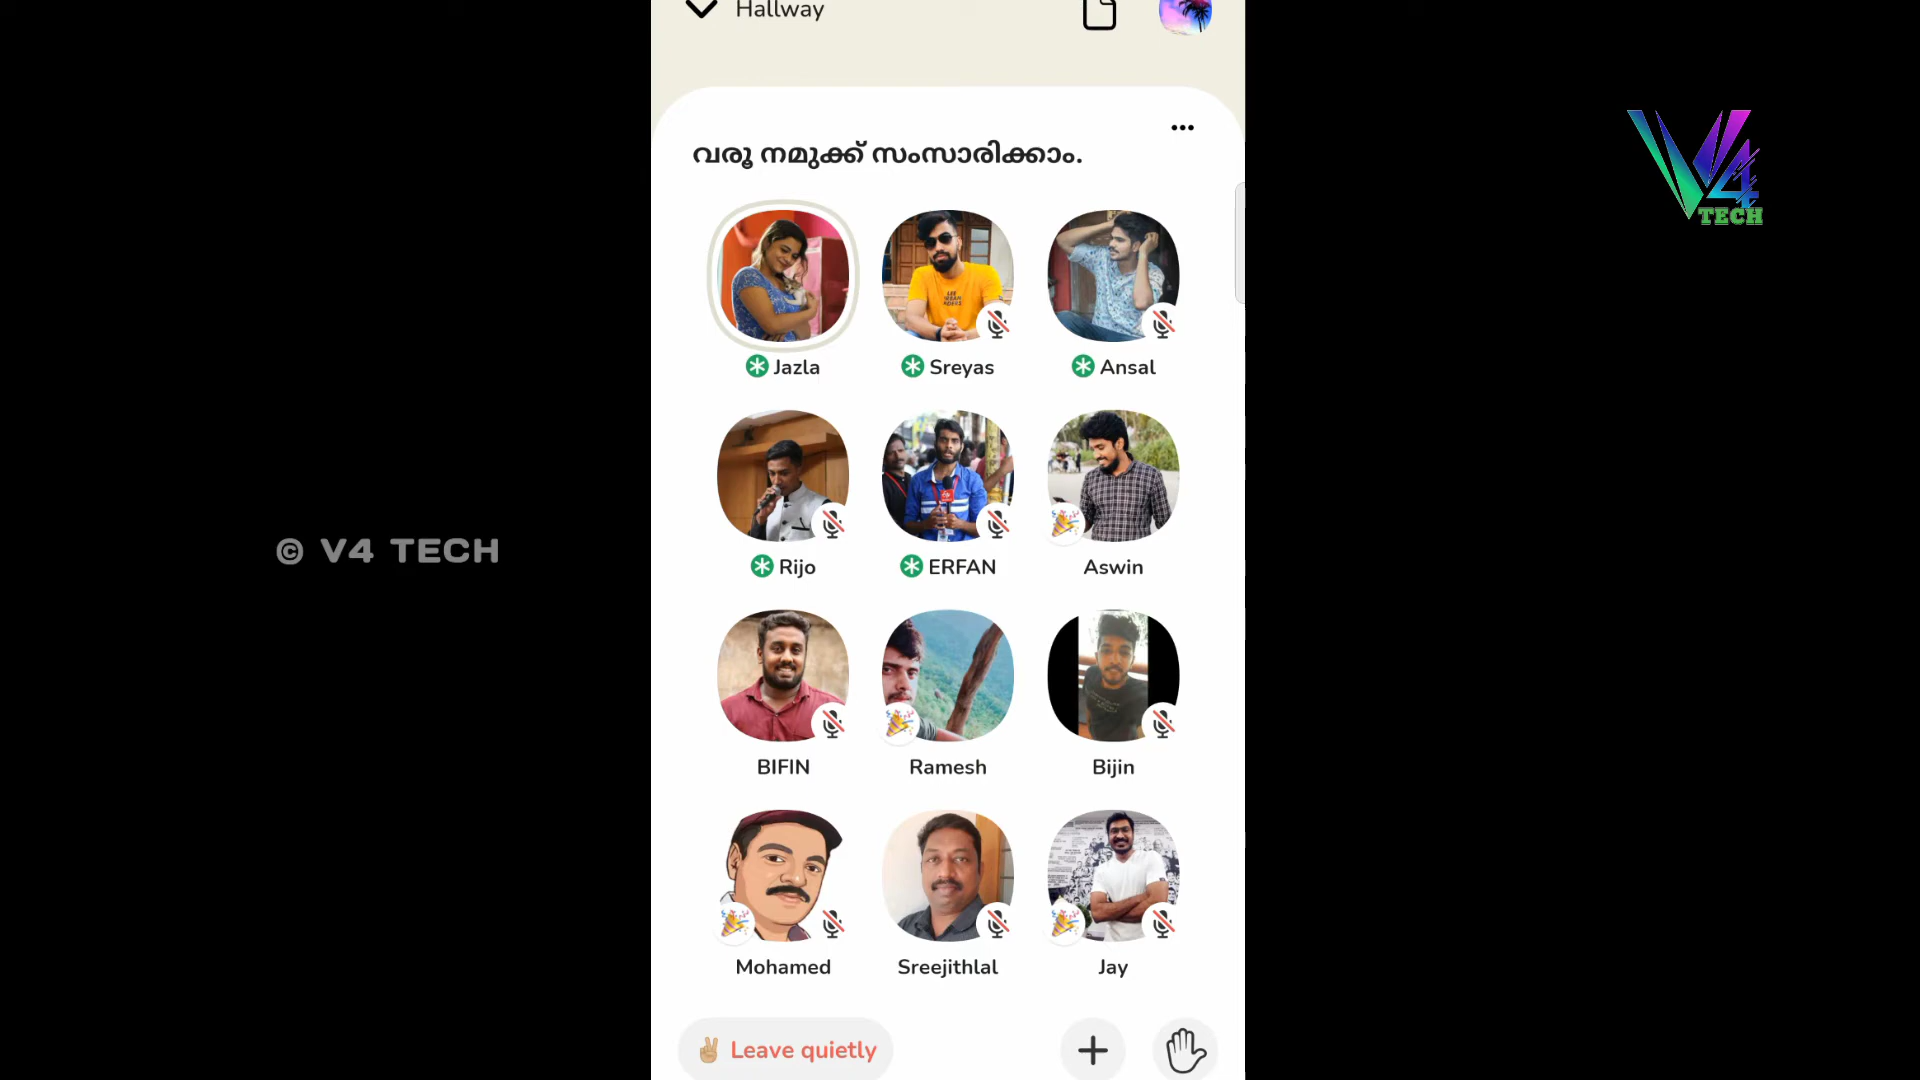 Hallway
വരൂ നമുക്ക് സംസാരിക്കാം.
V4
TECH
Jazla
Sreyas
Ansal
Rijo
ERFAN
Aswin
© V4 TECH
BIFIN
Ramesh
Bijin
Mohamed
Sreejithlal
Jay
Leave quietly